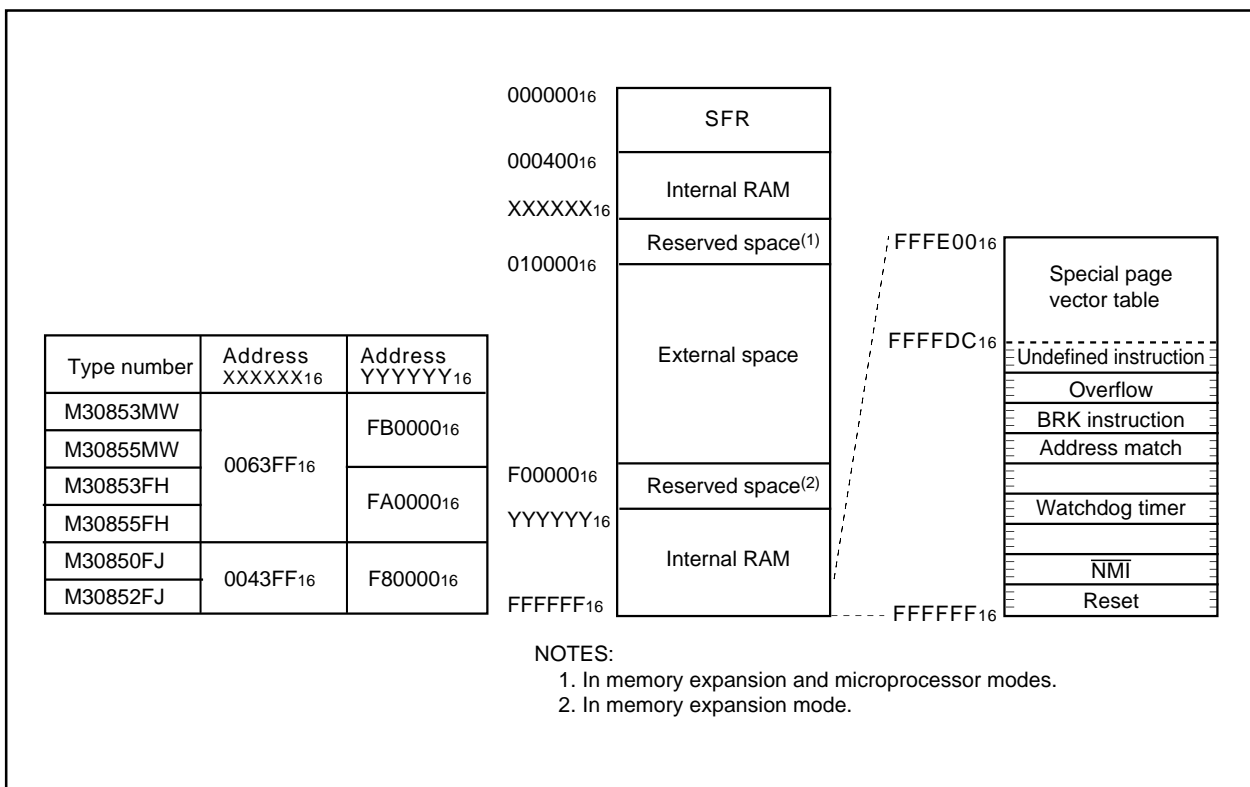 Type number
Address XXXXXX16
Address YYYYYY16
M30853MW
M30855MW
M30853FH
M30855FH
M30850FJ
M30852FJ
0063FF16
0043FF16
FB000016
FA000016
F8000016
00000016
SFR
00040016
Internal RAM
XXXXXX16
Reserved space(1)
01000016
External space
F0000016
Reserved space(2)
YYYYYY16
Internal RAM
FFFFFF16
FFFE0016
Special page
vector table
FFFFDC16
Undefined instruction
Overflow
BRK instruction
Address match
Watchdog timer
NMI
Reset
FFFFFF16
NOTES:
1. In memory expansion and microprocessor modes.
2. In memory expansion mode.